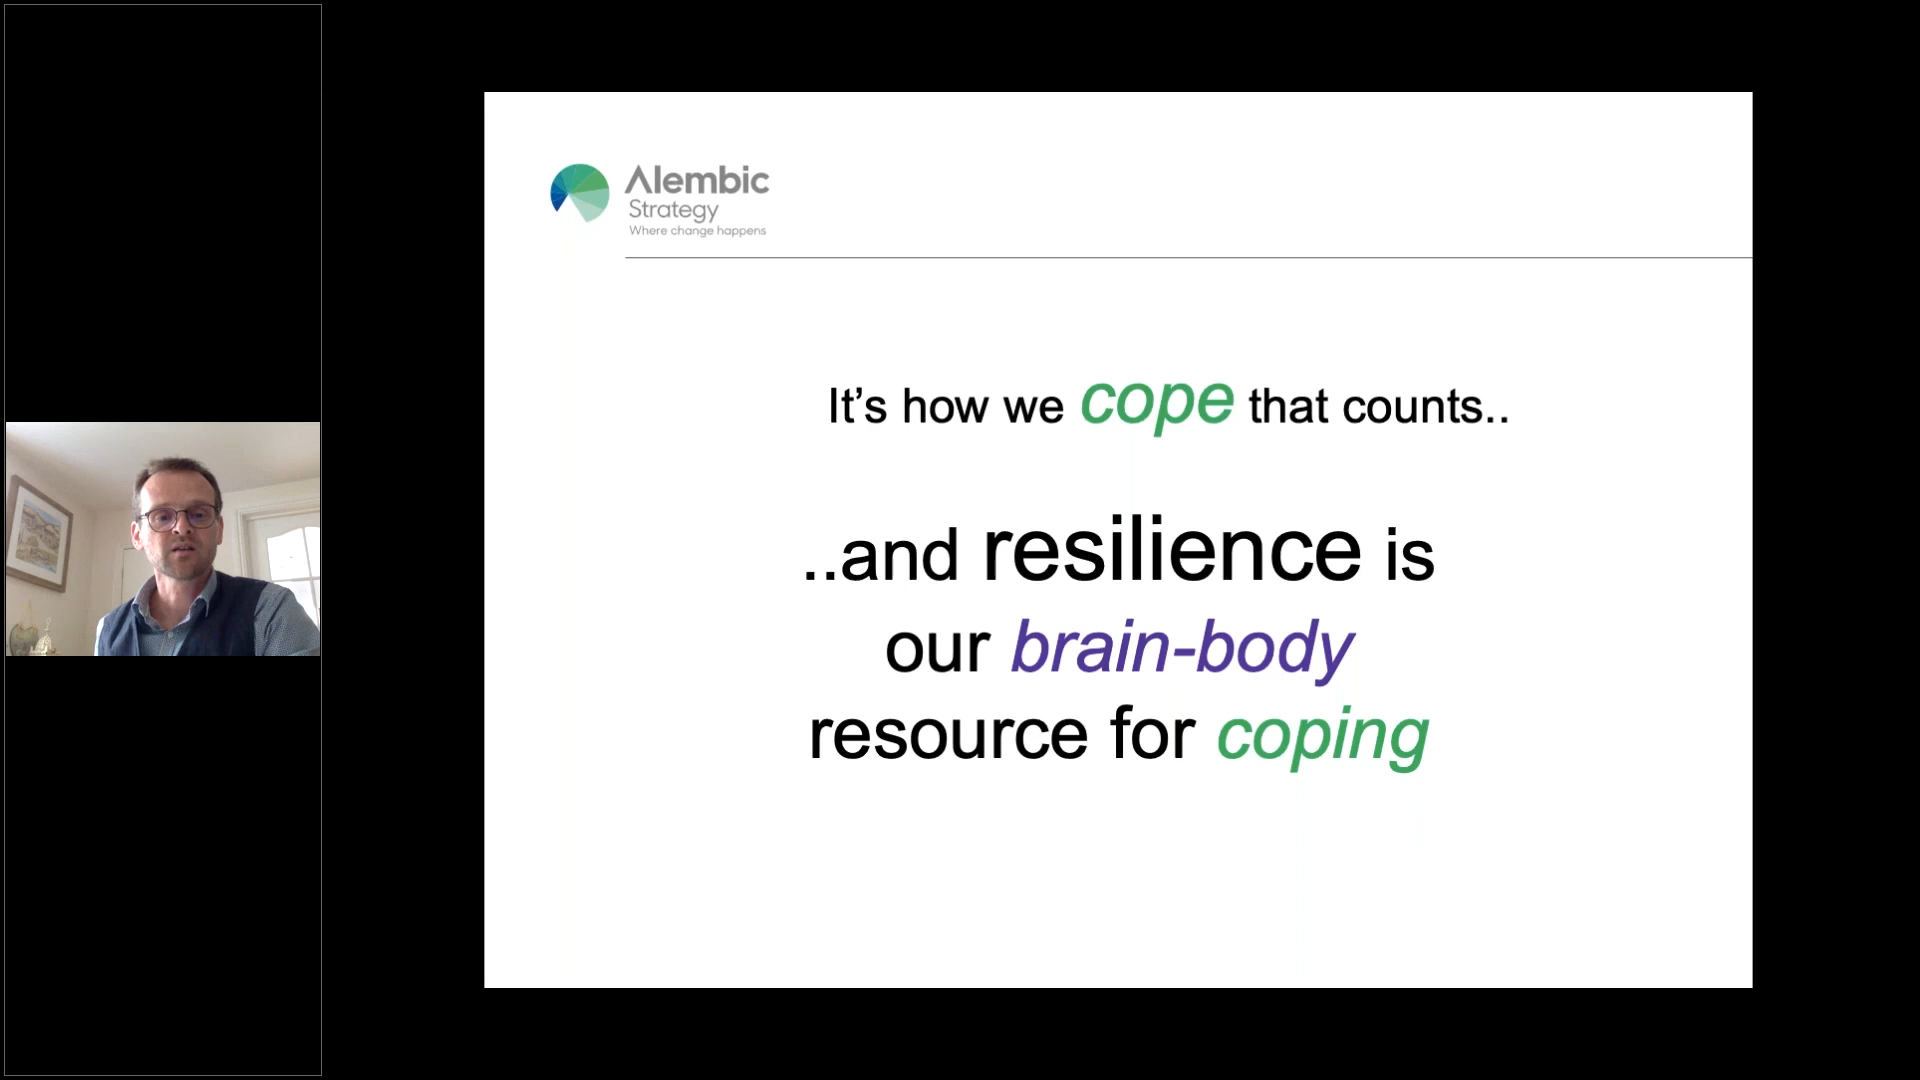 Alembic
Strategy
Where change happens
It’s how we cope that counts..
..and resilience is
our brain-body
resource for coping